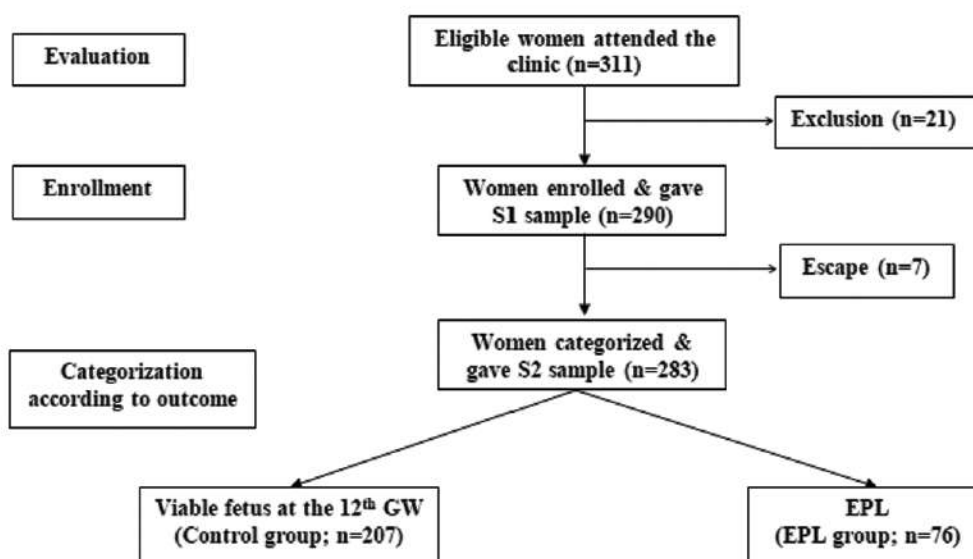 Evaluation
Eligible women attended the
clinic (n=311)
Exclusion (n=21)
Enrollment
Women enrolled & gave
S1 sample (n=290)
Escape (n=7)
Categorization
according to outcome
Women categorized &
gave S2 sample (n=283)
Viable fetus at the 12th GW
(Control group; n=207)
EPL
(EPL group; n=76)